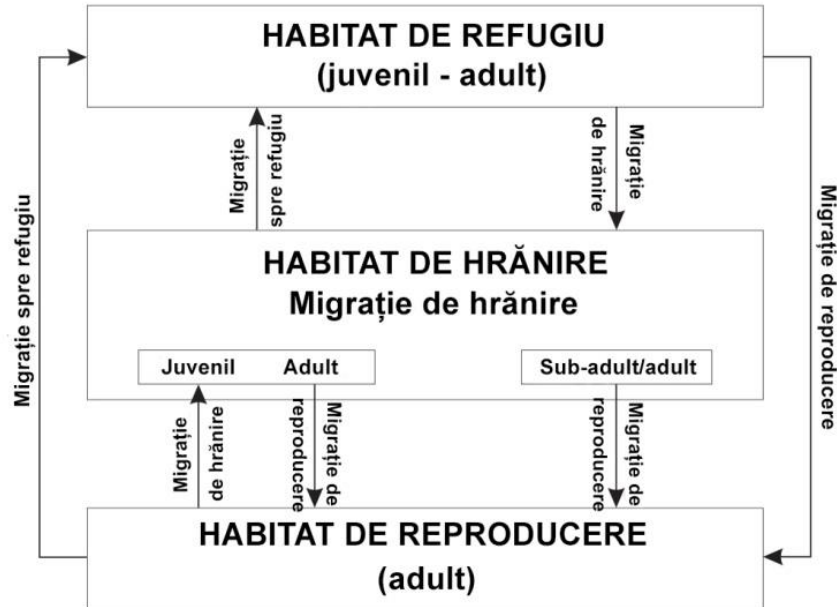 HABITAT DE REFUGIU
(juvenil - adult)
Migrație
spre refugiu
Migrație
de hrănire
Migrație spre refugiu
Migrație de reproducere
HABITAT DE HRĂNIRE
Migrație de hrănire
Juvenil Adult
Sub-adult/adult
Migrație
de hrănire
Migrație de
reproducere
Migrație de
reproducere
HABITAT DE REPRODUCERE
(adult)